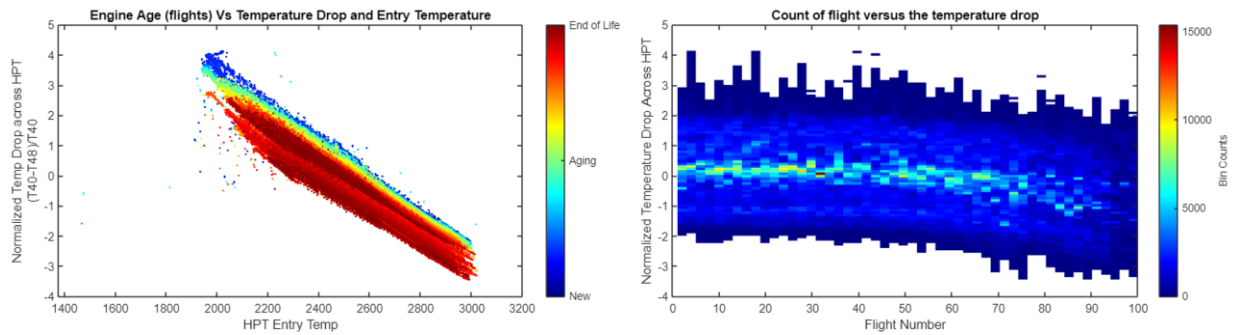 Engine Age (flights) Vs Temperature Drop and Entry Temperature
5
4
3
2
1
0
-1
-2
-3
-4
Normalized Temp Drop across HPT
(T40-T48)/T40
1400 1600 1800 2000 2200 2400 2600 2800 3000 3200
HPT Entry Temp
End of Life
Aging
New
Count of flight versus the temperature drop
5
4
3
2
1
0
-1
-2
-3
-4
Normalized Temperature Drop Across HPT
0 10 20 30 40 50 60 70 80 90 100
Flight Number
15000
10000
5000
0
Bin Counts